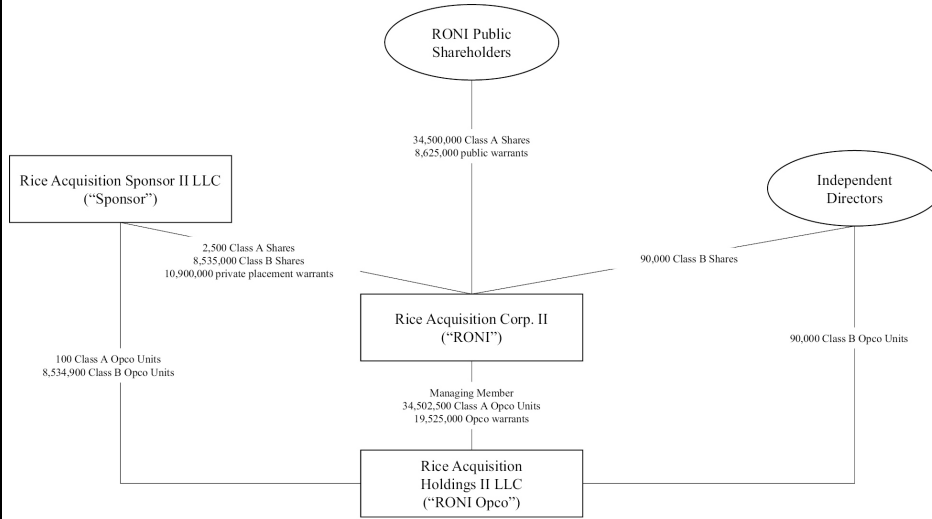 RONI Public
Shareholders
34,500,000 Class A Shares
8,625,000 public warrants
Rice Acquisition Sponsor II LLC
(“Sponsor”)
Independent
Directors
2,500 Class A Shares
8,535,000 Class B Shares
10,900,000 private placement warrants
90,000 Class B Shares
Rice Acquisition Corp. II
(“RONI”)
100 Class A Opco Units
8,534,900 Class B Opco Units
90,000 Class B Opco Units
Managing Member
34,502,500 Class A Opco Units
19,525,000 Opco warrants
Rice Acquisition
Holdings II LLC
(“RONI Opco”)